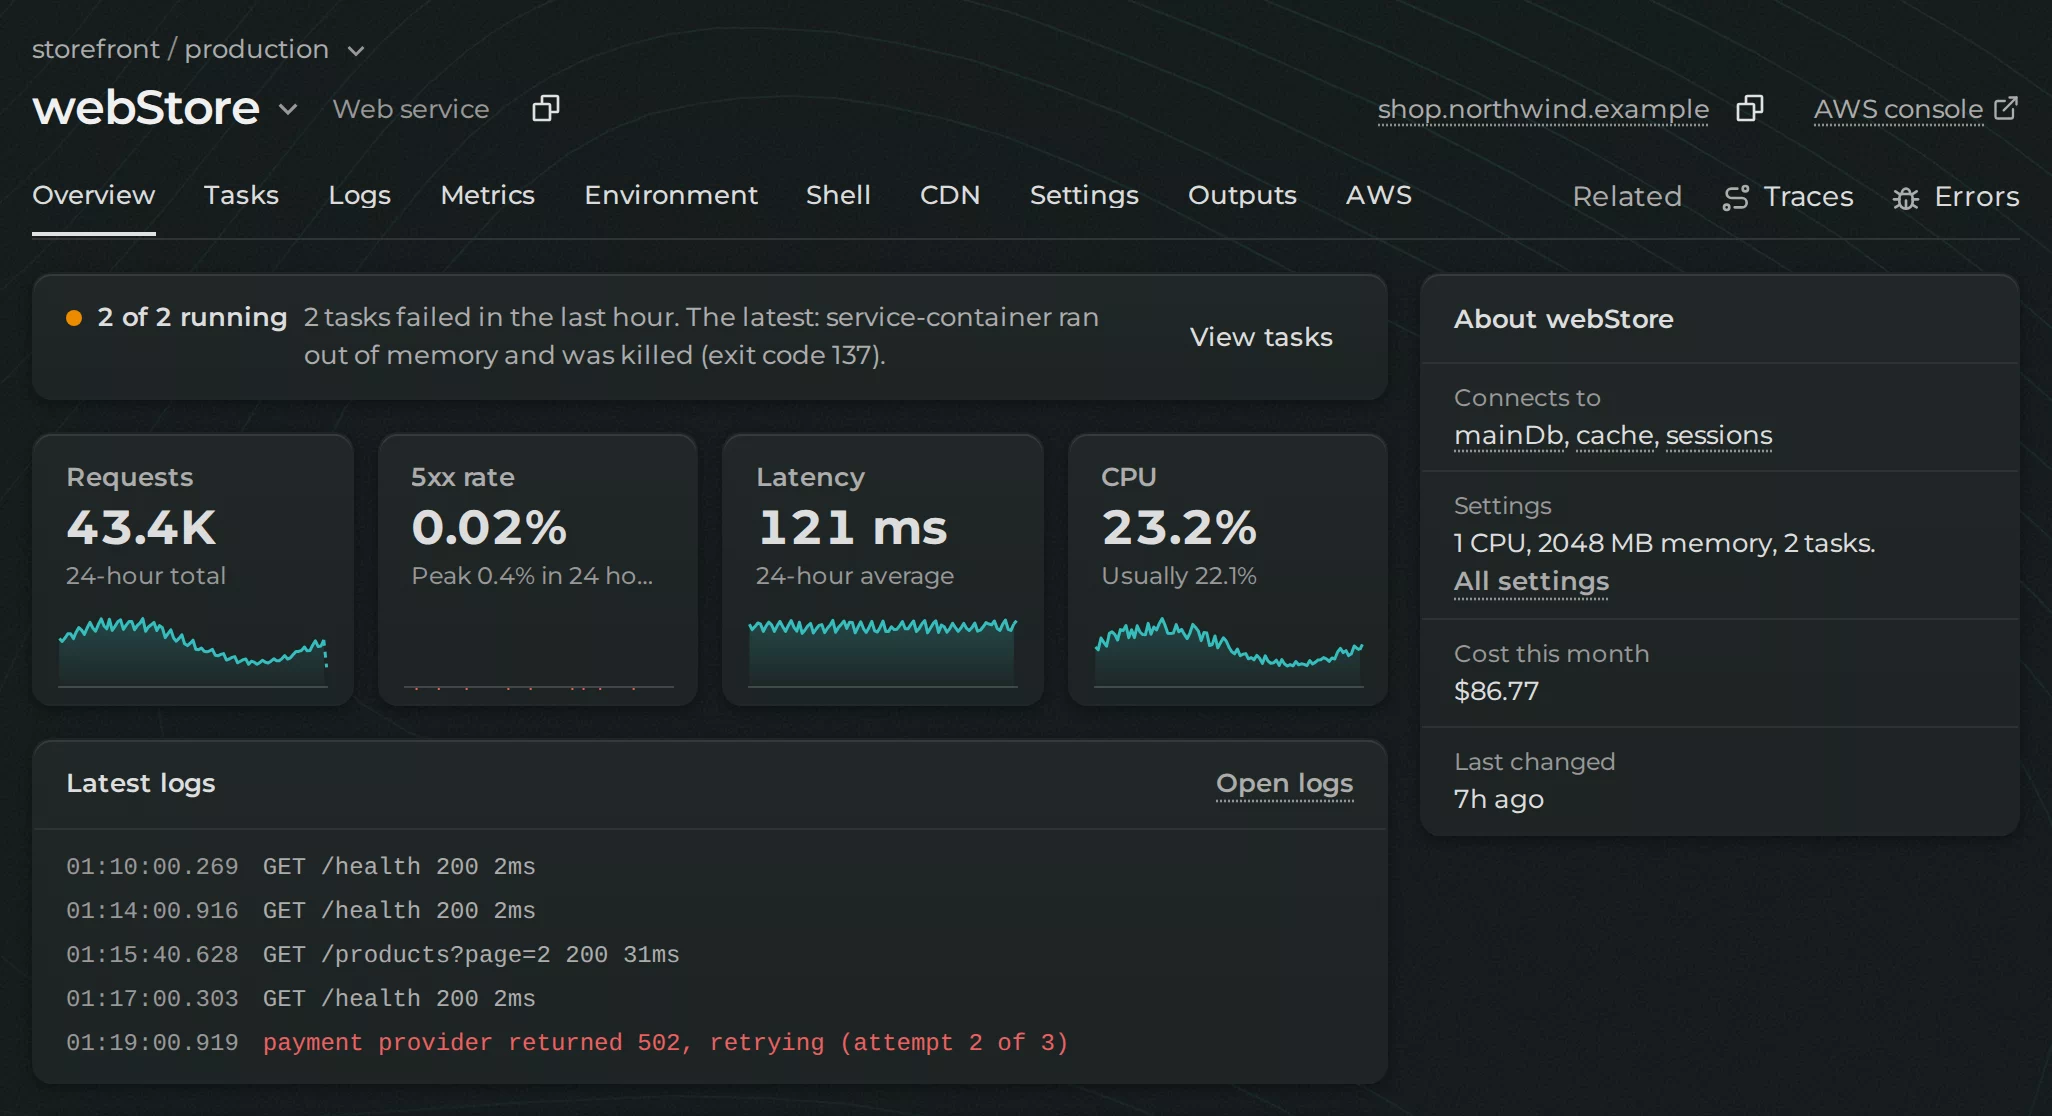 storefront / production
webStore
Web service
shop.northwind.example
AWS console
Overview
Tasks
Logs
Metrics
Environment
Shell
CDN
Settings
Outputs
AWS
Related
Traces
Errors
2 of 2 running
2 tasks failed in the last hour. The latest: service-container ran
out of memory and was killed (exit code 137).
View tasks
Requests
43.4K
24-hour total
5xx rate
0.02%
Peak 0.4% in 24 ho...
Latency
121 ms
24-hour average
CPU
23.2%
Usually 22.1%
Latest logs
Open logs
01:10:00.269 GET /health 200 2ms
01:14:00.916 GET /health 200 2ms
01:15:40.628 GET /products?page=2 200 31ms
01:17:00.303 GET /health 200 2ms
01:19:00.919 payment provider returned 502, retrying (attempt 2 of 3)
About webStore
Connects to
mainDb, cache, sessions
Settings
1 CPU, 2048 MB memory, 2 tasks.
All settings
Cost this month
$86.77
Last changed
7h ago